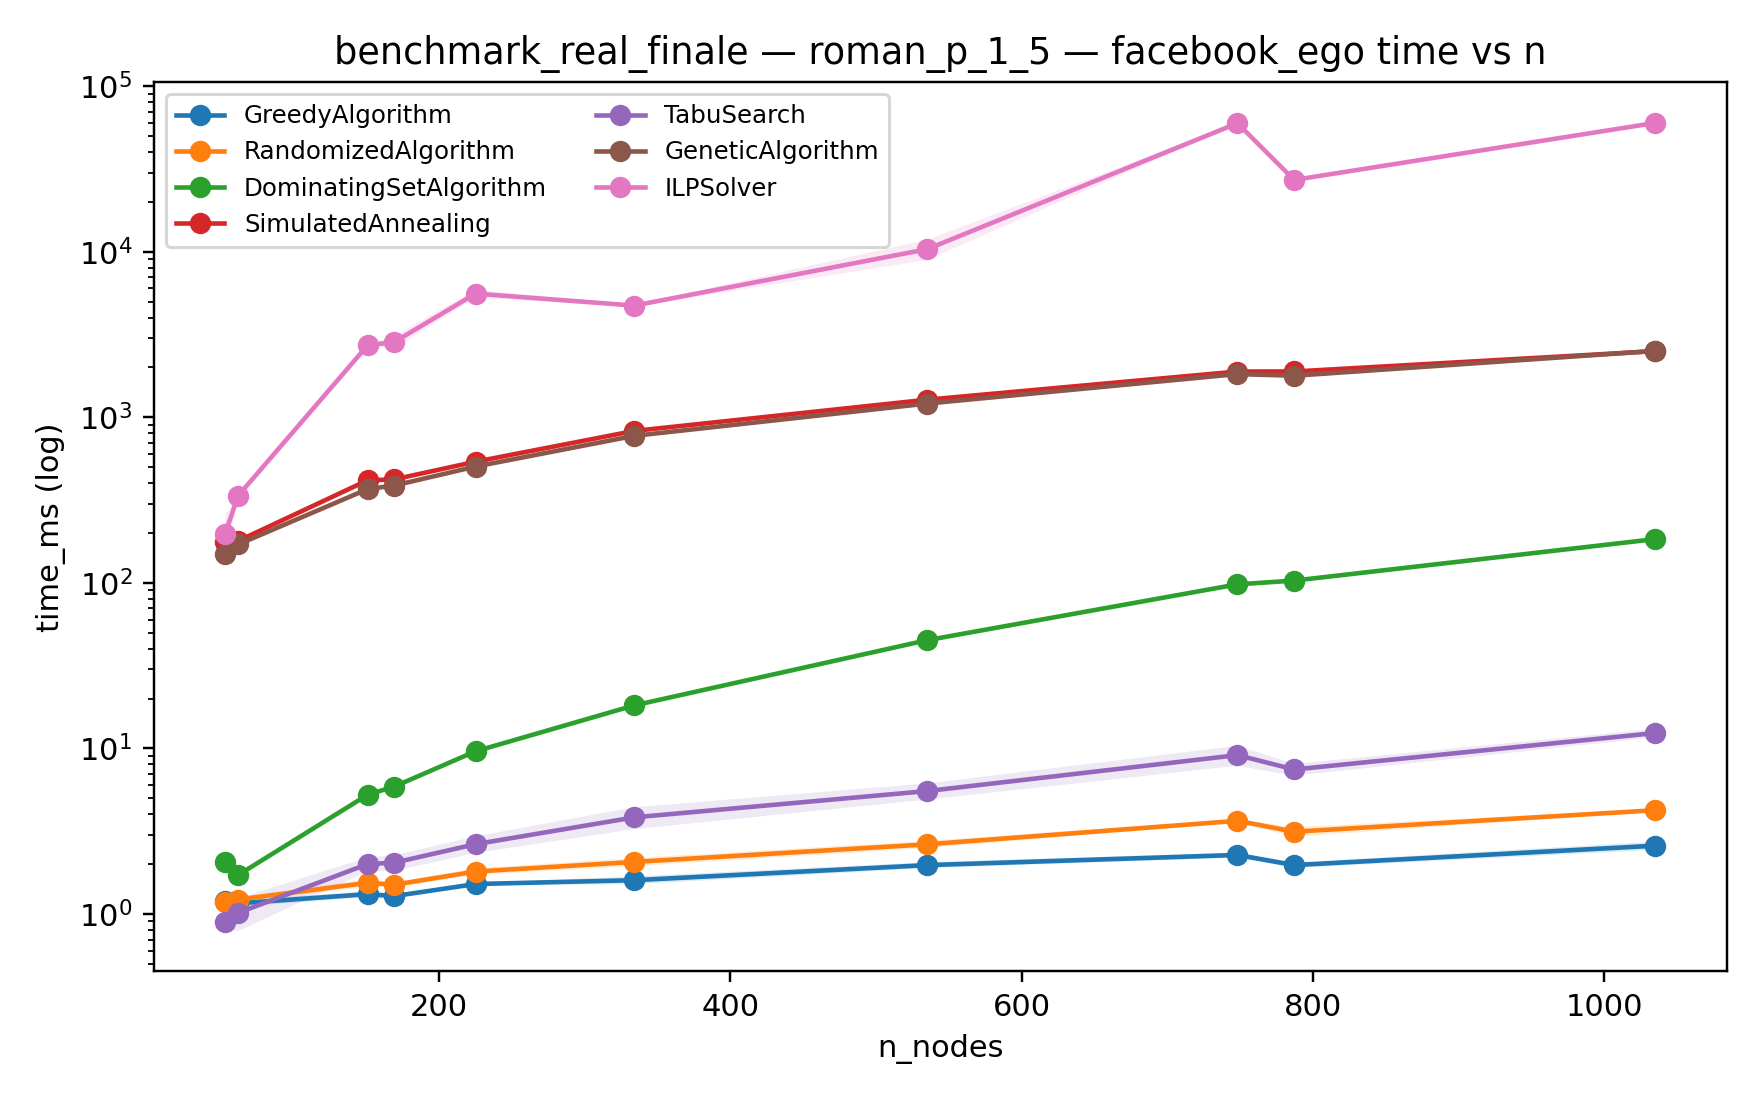 benchmark_real_finale — roman_p_1_5 — facebook_ego time vs n
10^5
10^4
10^3
10^2
10^1
10^0
time_ms (log)
GreedyAlgorithm
RandomizedAlgorithm
DominatingSetAlgorithm
SimulatedAnnealing
TabuSearch
GeneticAlgorithm
ILPSolver
200 400 600 800 1000
n_nodes